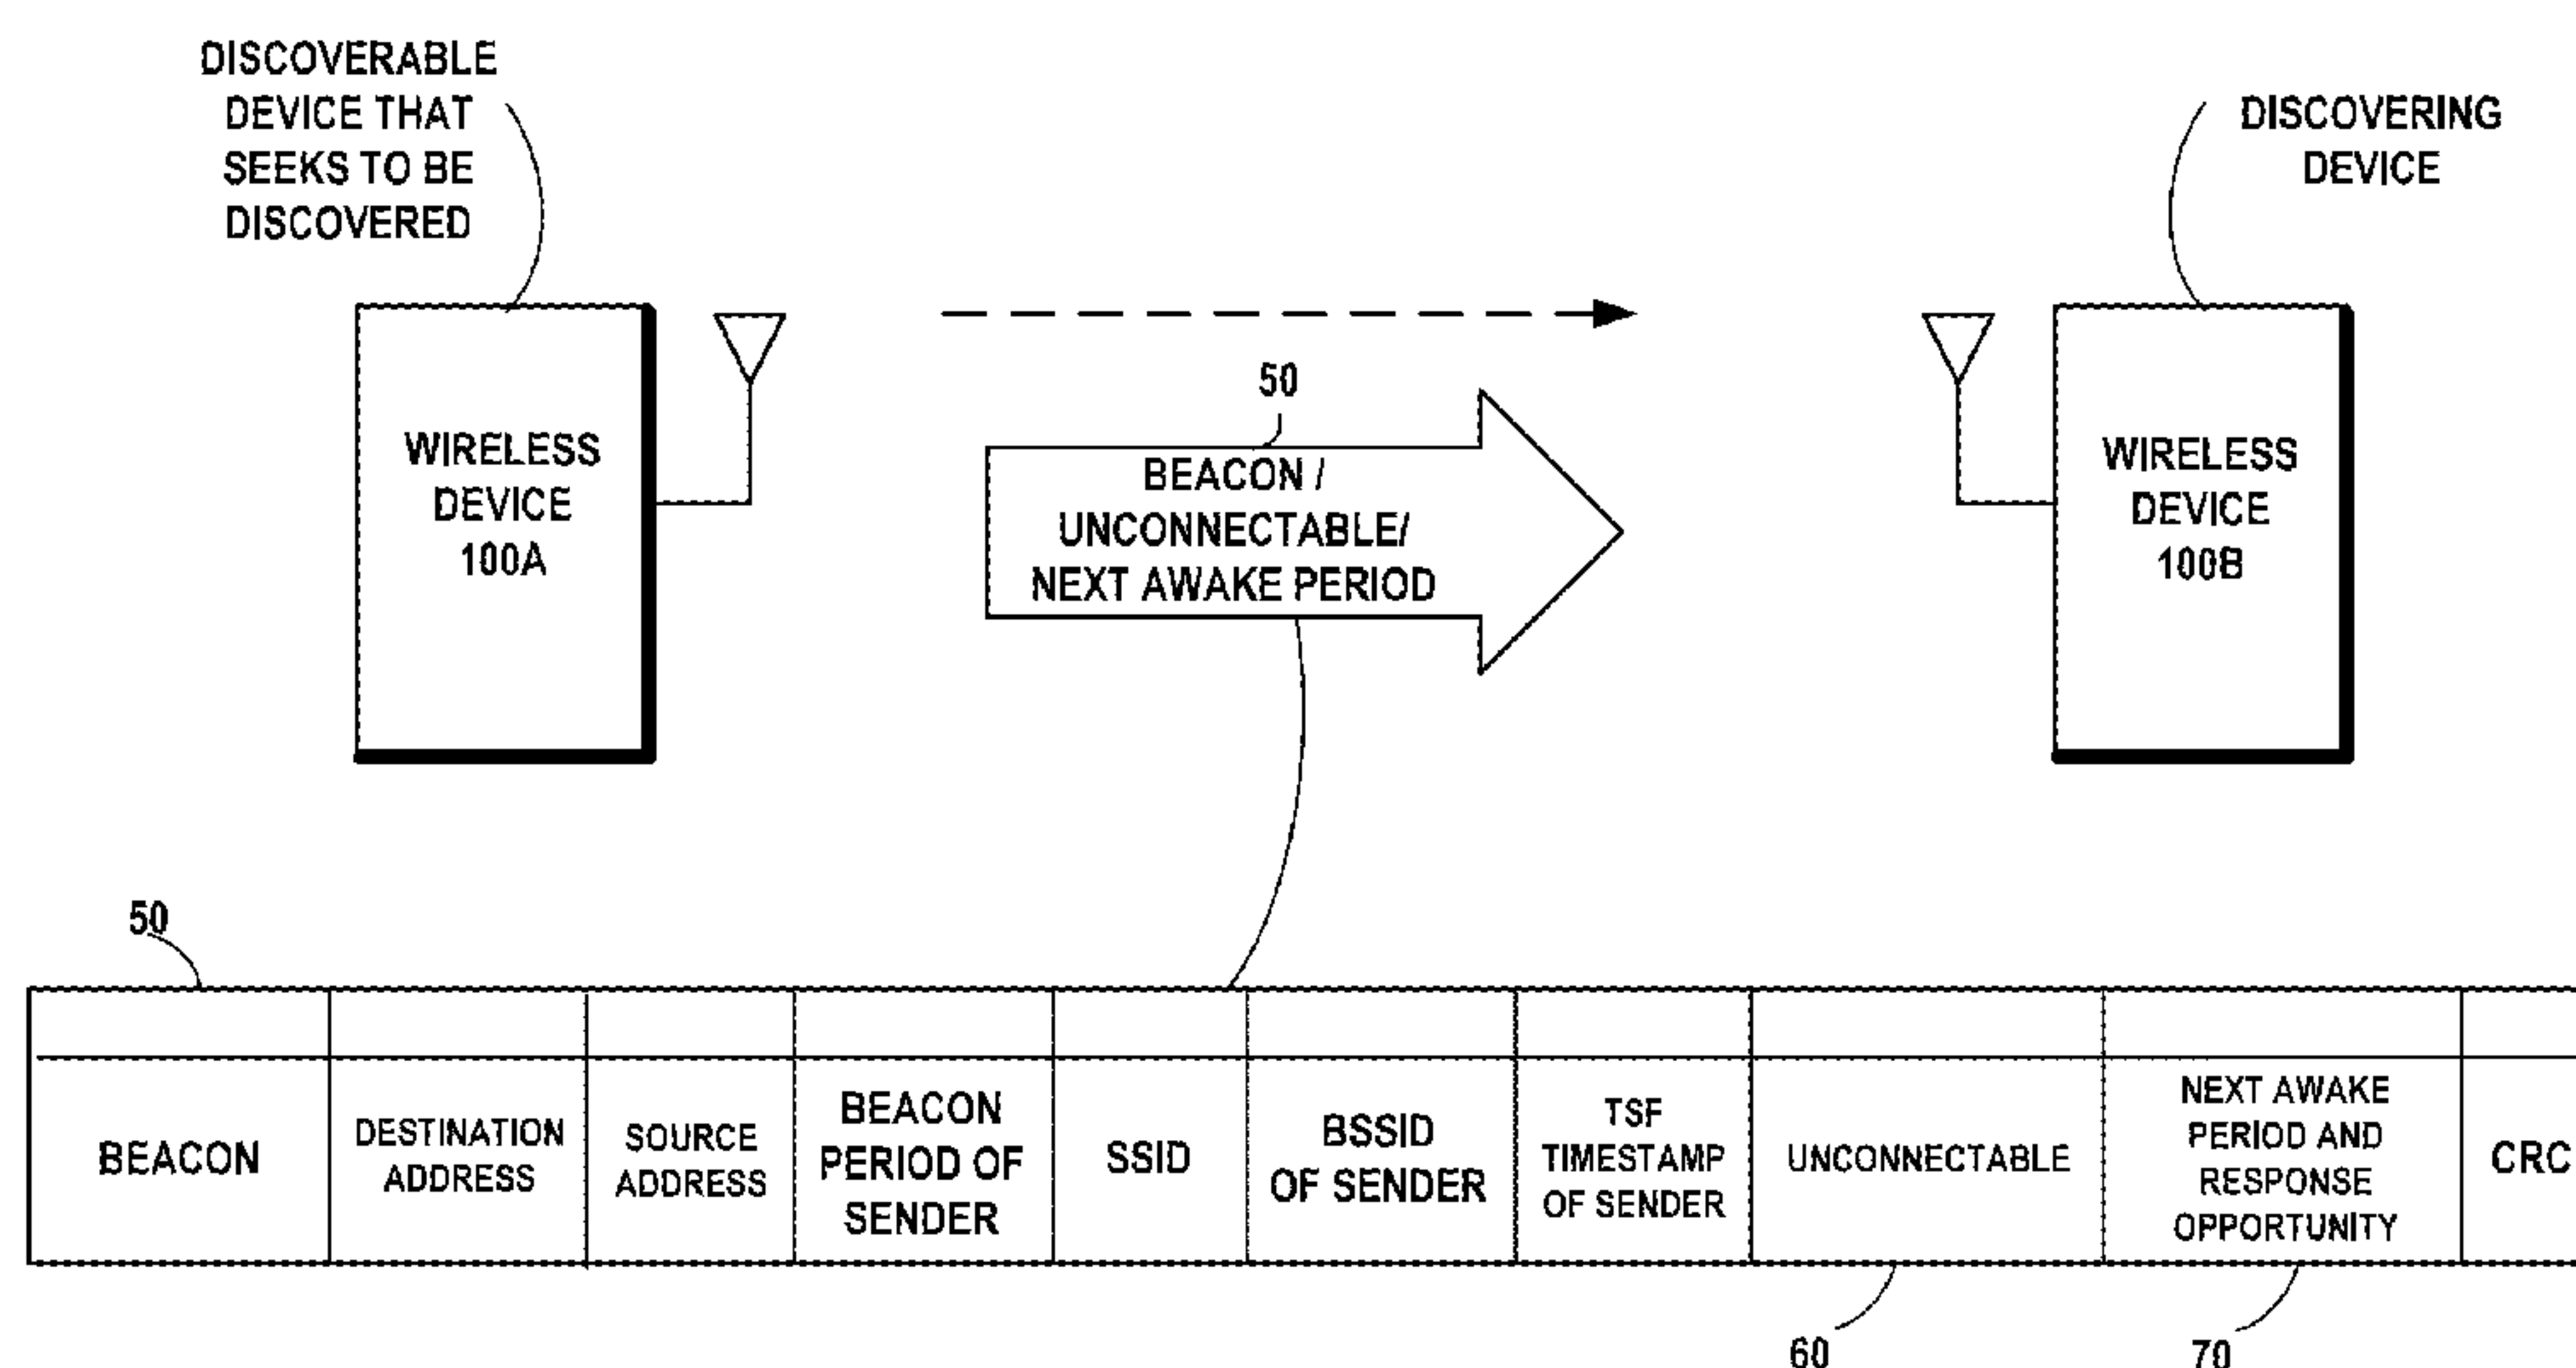 DISCOVERABLE
DEVICE THAT
SEEKS TO BE
DISCOVERED
DISCOVERING
DEVICE
WIRELESS
DEVICE
100A
50
BEACON /
UNCONNECTABLE/
NEXT AWAKE PERIOD
WIRELESS
DEVICE
100B
50
BEACON
DESTINATION
ADDRESS
SOURCE
ADDRESS
BEACON
PERIOD OF
SENDER
SSID
BSSID
OF SENDER
TSF
TIMESTAMP
OF SENDER
UNCONNECTABLE
NEXT AWAKE
PERIOD AND
RESPONSE
OPPORTUNITY
CRC
60
70